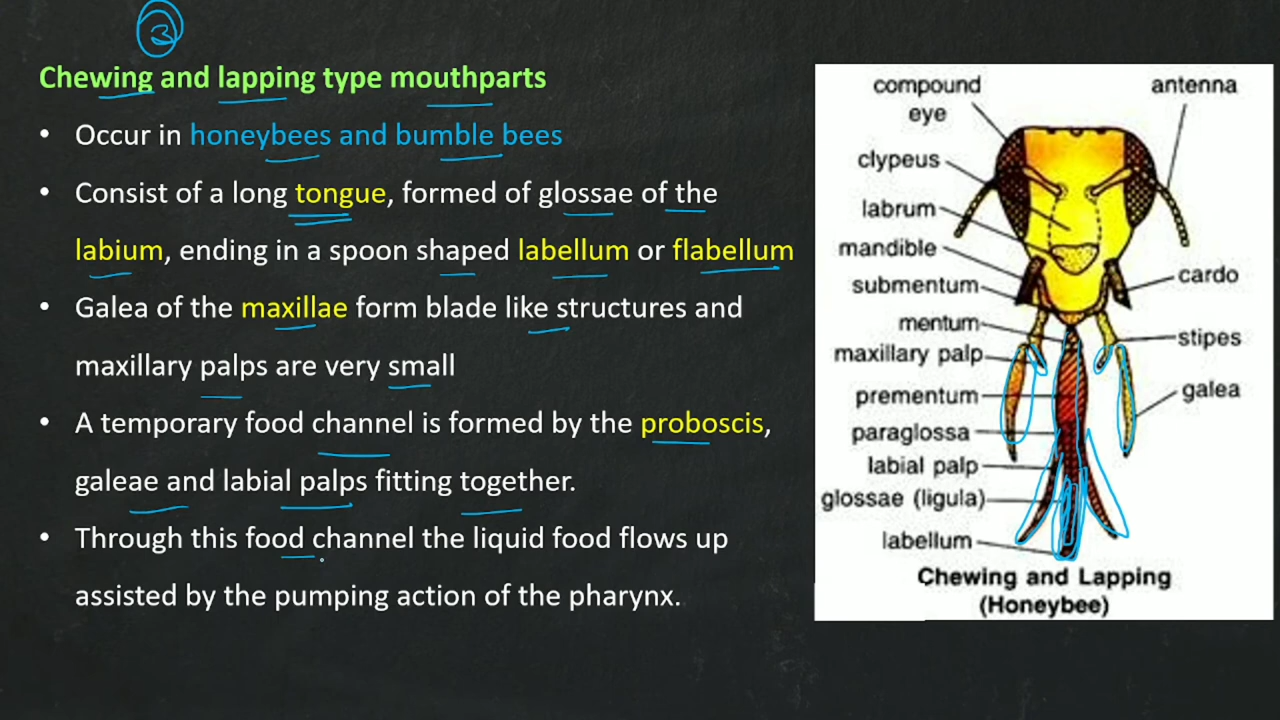 3
Chewing and lapping type mouthparts
• Occur in honeybees and bumble bees
• Consist of a long tongue, formed of glossae of the
labium, ending in a spoon shaped labellum or flabellum
• Galea of the maxillae form blade like structures and
maxillary palps are very small
• A temporary food channel is formed by the proboscis,
galeae and labial palps fitting together.
• Through this food channel the liquid food flows up
assisted by the pumping action of the pharynx.
compound
eye
antenna
clypeus
labrum
mandible
submentum
cardo
mentum
stipes
maxillary palp
galea
prementum
paraglossa
labial palp
glossae (ligula)
labellum
Chewing and Lapping
(Honeybee)